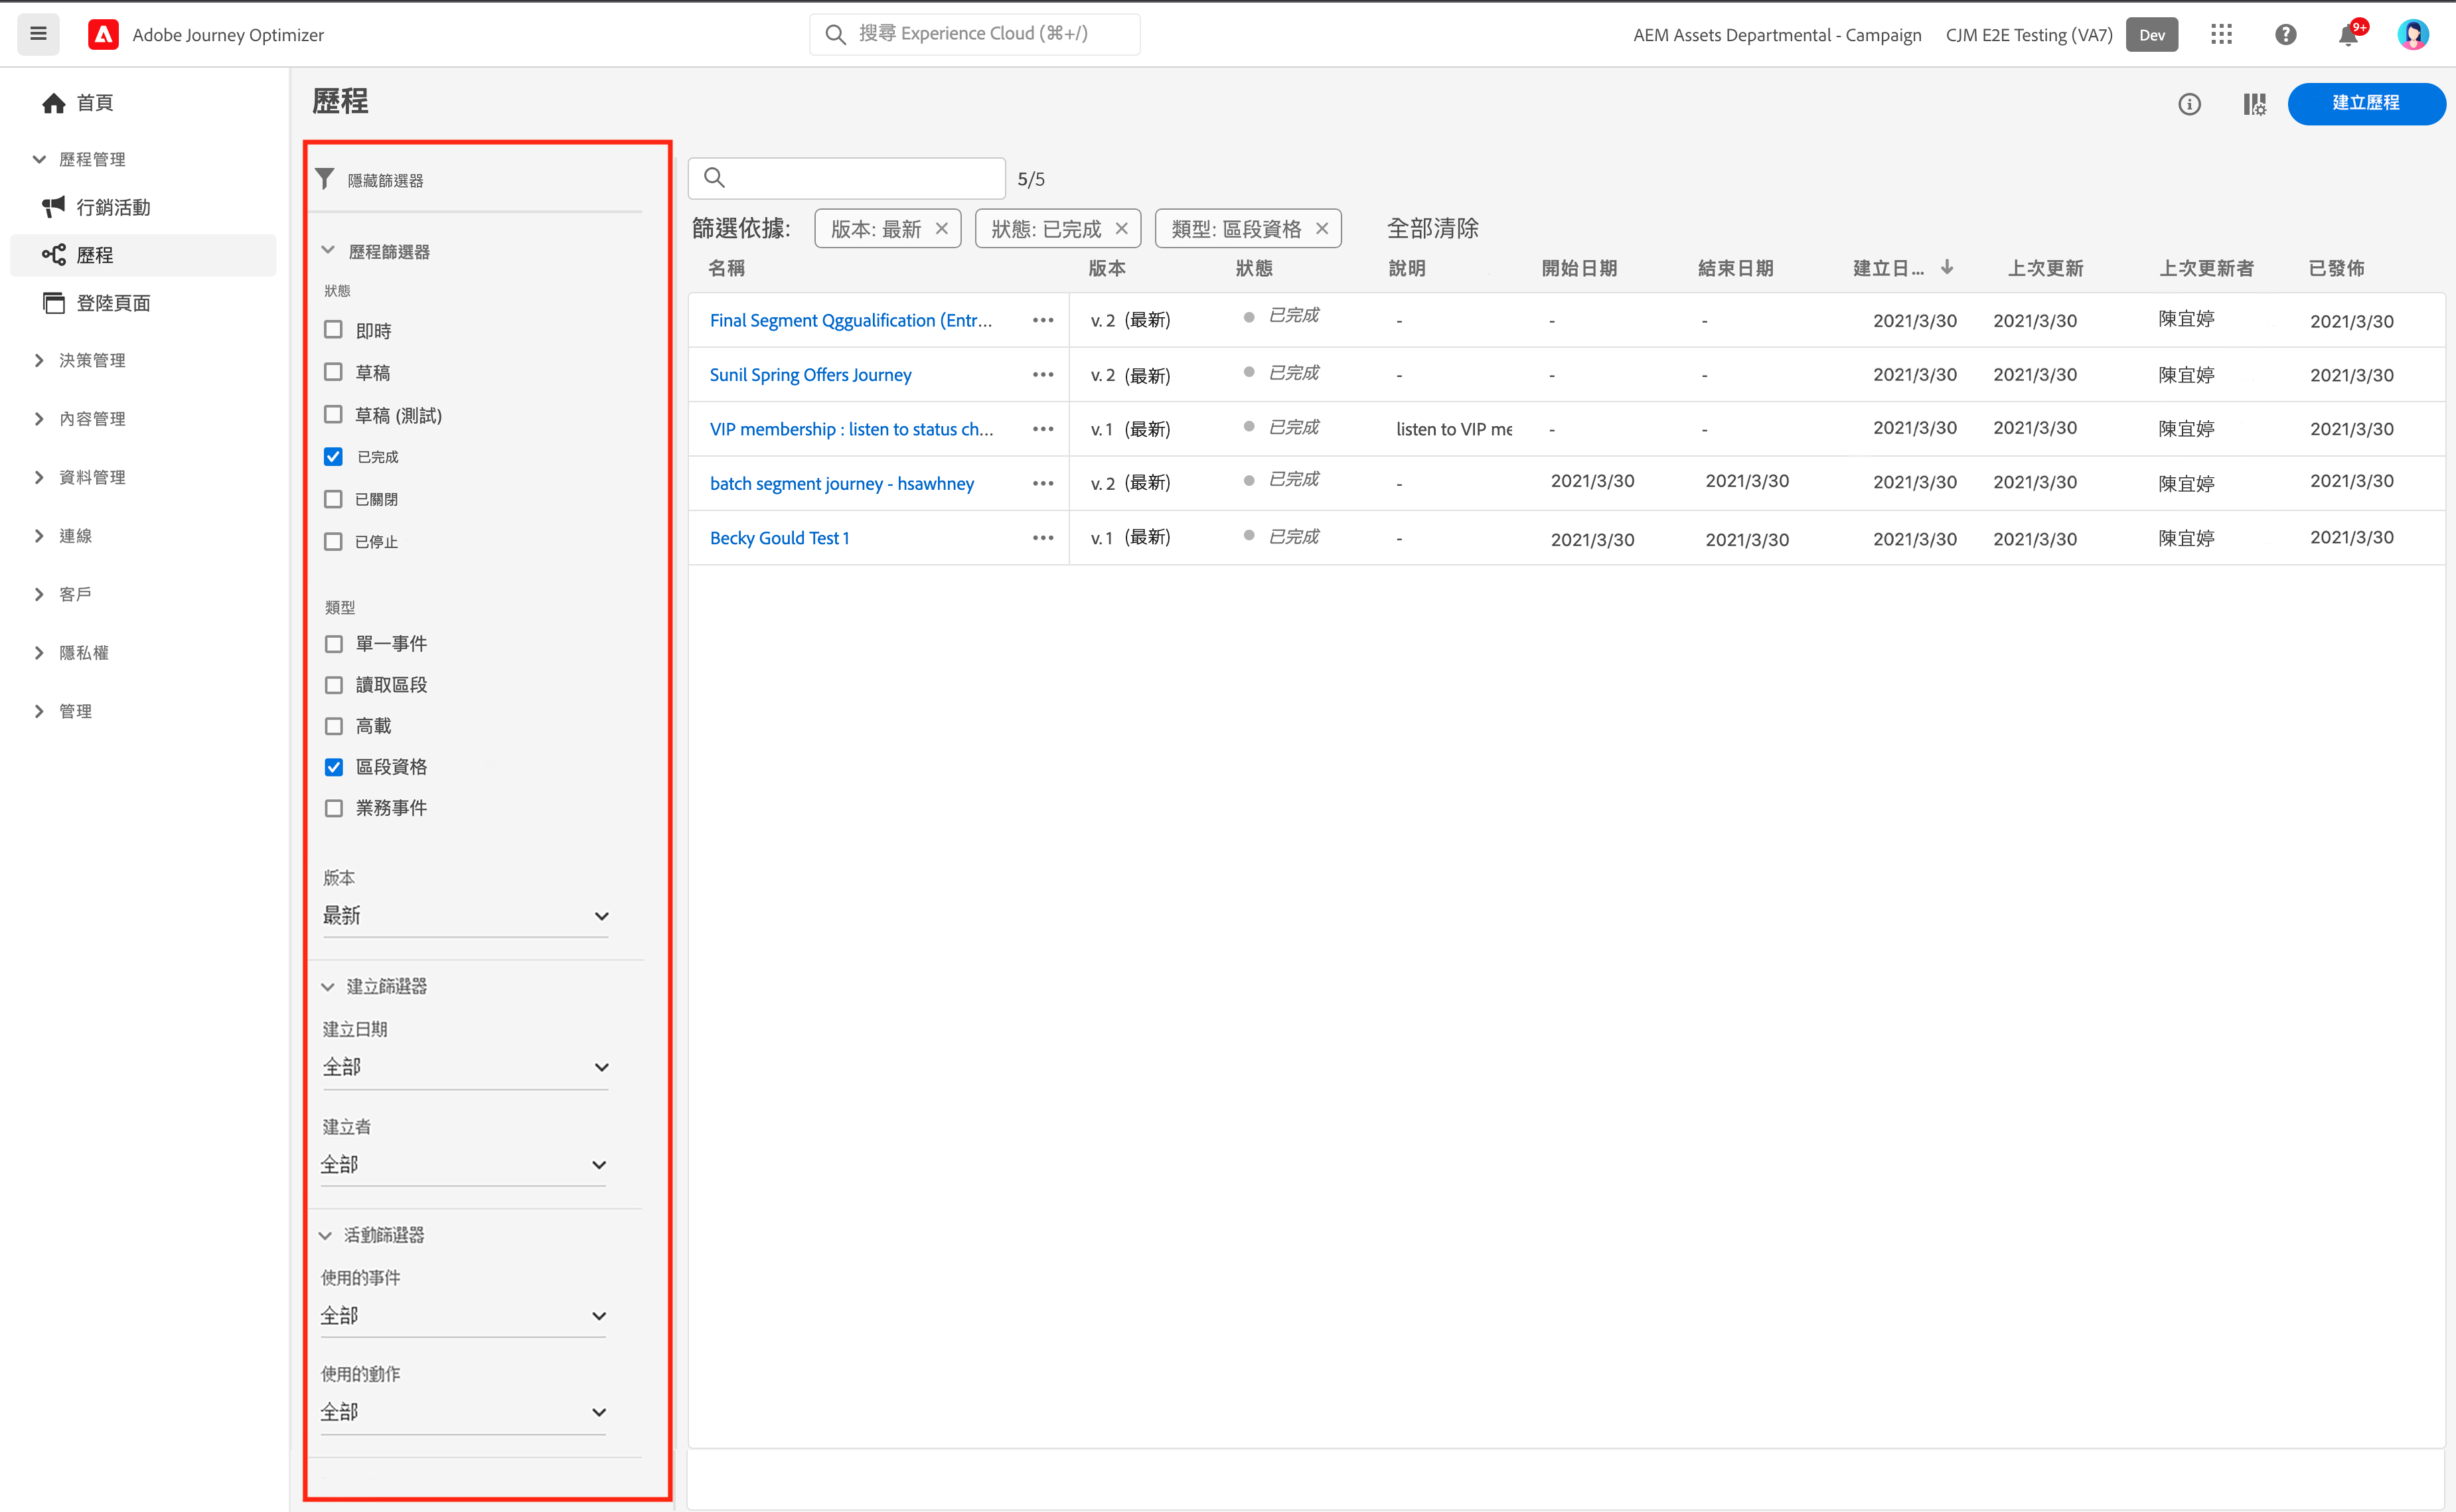 Adobe Journey Optimizer
搜尋 Experience Cloud (⌘+/)
AEM Assets Departmental - Campaign
CJM E2E Testing (VA7)
Dev
9+
首頁
歷程管理
行銷活動
歷程
登陸頁面
決策管理
內容管理
資料管理
連線
客戶
隱私權
管理
歷程
建立歷程
隱藏篩選器
歷程篩選器
狀態
即時
草稿
草稿 (測試)
已完成
已關閉
已停止
類型
單一事件
讀取區段
高載
區段資格
業務事件
版本
最新
建立篩選器
建立日期
全部
建立者
全部
活動篩選器
使用的事件
全部
使用的動作
全部
5/5
篩選依據: 版本: 最新 狀態: 已完成 類型: 區段資格 全部清除
名稱 版本 狀態 說明 開始日期 結束日期 建立日... 上次更新 上次更新者 已發佈
Final Segment Qggualification (Entr... v. 2 (最新) 已完成 - - - 2021/3/30 2021/3/30 陳宜婷 2021/3/30
Sunil Spring Offers Journey v. 2 (最新) 已完成 - - - 2021/3/30 2021/3/30 陳宜婷 2021/3/30
VIP membership : listen to status ch... v. 1 (最新) 已完成 listen to VIP me - - 2021/3/30 2021/3/30 陳宜婷 2021/3/30
batch segment journey - hsawhney v. 2 (最新) 已完成 - 2021/3/30 2021/3/30 2021/3/30 2021/3/30 陳宜婷 2021/3/30
Becky Gould Test 1 v. 1 (最新) 已完成 - 2021/3/30 2021/3/30 2021/3/30 2021/3/30 陳宜婷 2021/3/30